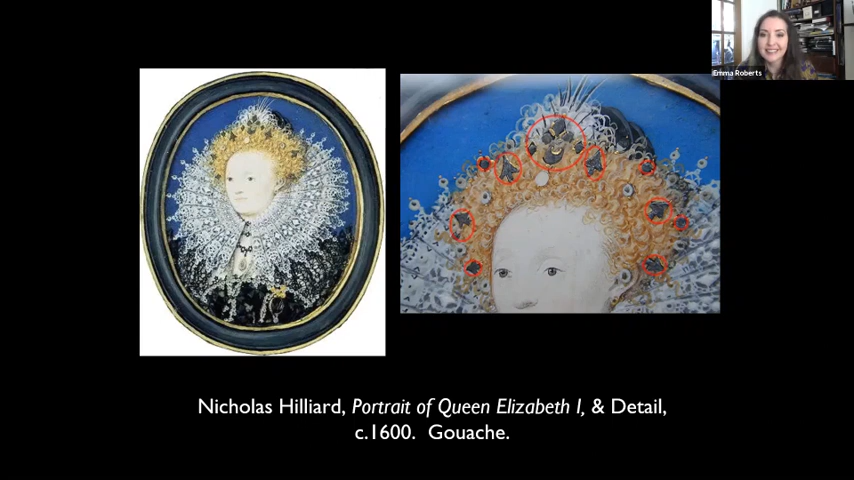 Emma Roberts
Nicholas Hilliard, Portrait of Queen Elizabeth I, & Detail,
c.1600. Gouache.